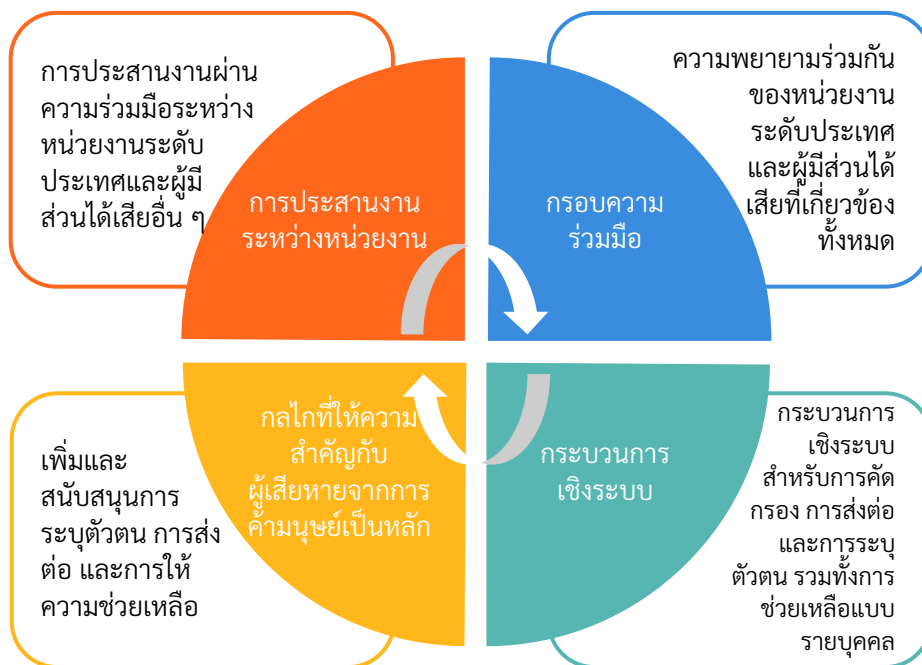 การประสานงานผ่าน
ความร่วมมือระหว่าง
หน่วยงานระดับ
ประเทศและผู้มี
ส่วนได้เสียอื่น ๆ
การประสานงาน
ระหว่างหน่วยงาน
กรอบความ
ร่วมมือ
ความพยายามร่วมกัน
ของหน่วยงาน
ระดับประเทศ
และผู้มีส่วนได้
เสียที่เกี่ยวข้อง
ทั้งหมด
เพิ่มและ
สนับสนุนการ
ระบุตัวตน การส่ง
ต่อ และการให้
ความช่วยเหลือ
กลไกที่ให้ความ
สำคัญกับ
ผู้เสียหายจากการ
ค้ามนุษย์เป็นหลัก
กระบวนการ
เชิงระบบ
กระบวนการ
เชิงระบบ
สำหรับการคัด
กรอง การส่งต่อ
และการระบุ
ตัวตน รวมทั้งการ
ช่วยเหลือแบบ
รายบุคคล